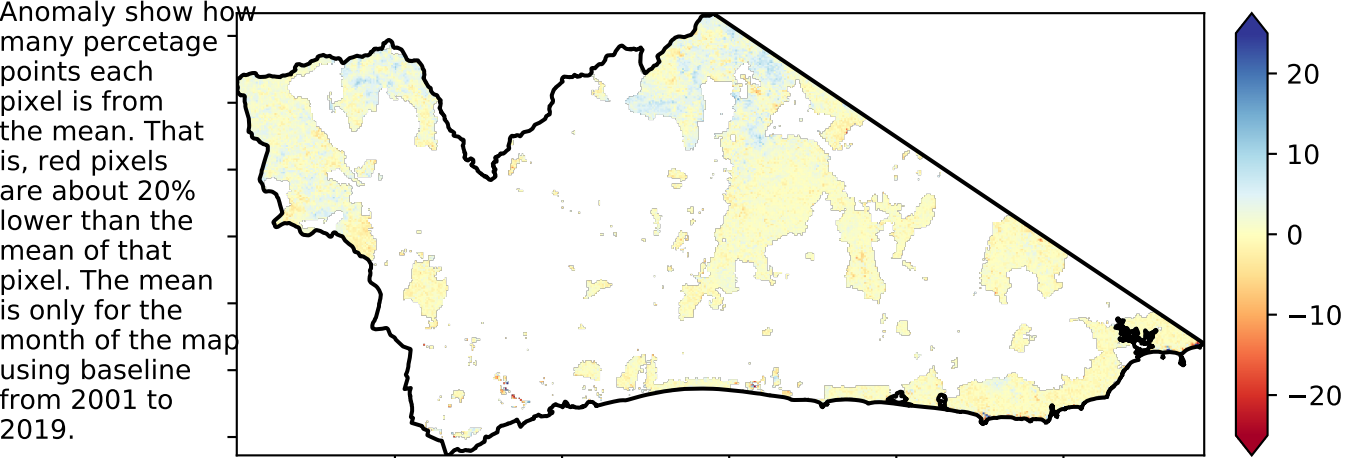 Anomaly show how
many percetage
points each
pixel is from
the mean. That
is, red pixels
are about 20%
lower than the
mean of that
pixel. The mean
is only for the
month of the map
using baseline
from 2001 to
2019.
20
10
0
−10
−20